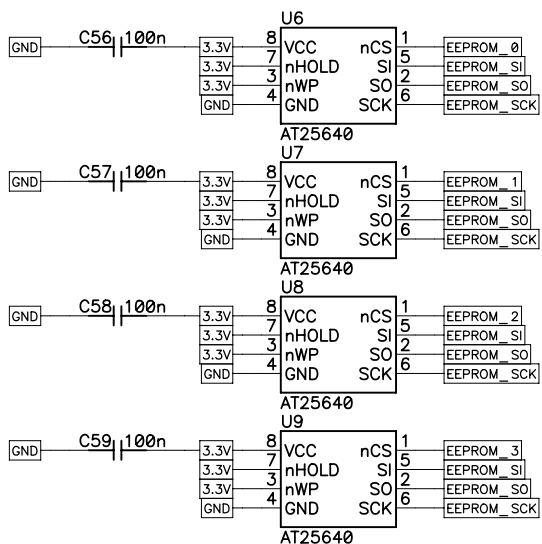 U6
GND C56 100n 3.3V 8 VCC nCS 1 EEPROM_0
3.3V 7 nHOLD SI 5 EEPROM_SI
3.3V 3 nWP SO 2 EEPROM_SO
GND 4 GND SCK 6 EEPROM_SCK
AT25640
U7
GND C57 100n 3.3V 8 VCC nCS 1 EEPROM_1
3.3V 7 nHOLD SI 5 EEPROM_SI
3.3V 3 nWP SO 2 EEPROM_SO
GND 4 GND SCK 6 EEPROM_SCK
AT25640
U8
GND C58 100n 3.3V 8 VCC nCS 1 EEPROM_2
3.3V 7 nHOLD SI 5 EEPROM_SI
3.3V 3 nWP SO 2 EEPROM_SO
GND 4 GND SCK 6 EEPROM_SCK
AT25640
U9
GND C59 100n 3.3V 8 VCC nCS 1 EEPROM_3
3.3V 7 nHOLD SI 5 EEPROM_SI
3.3V 3 nWP SO 2 EEPROM_SO
GND 4 GND SCK 6 EEPROM_SCK
AT25640